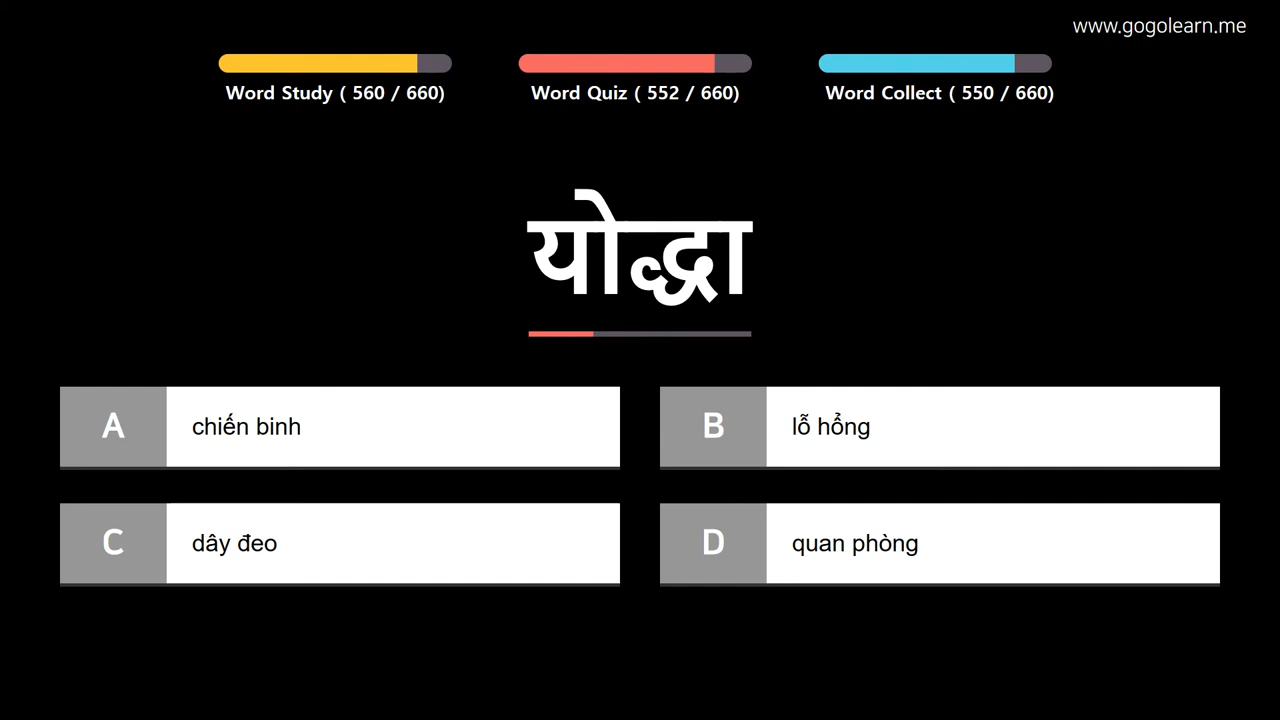 www.gogolearn.me
Word Study ( 560 / 660)
Word Quiz ( 552 / 660)
Word Collect ( 550 / 660)
योद्धा
A chiến binh
B lỗ hổng
C dây đeo
D quan phòng